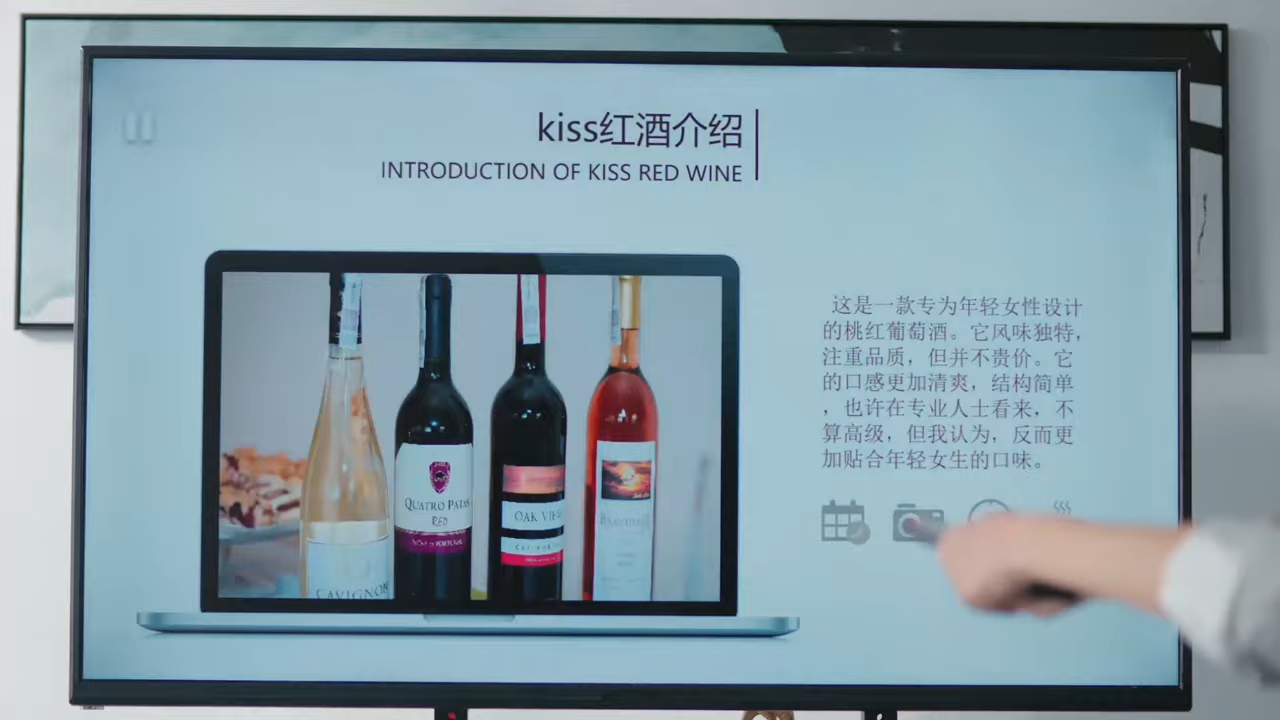 kiss红酒介绍
INTRODUCTION OF KISS RED WINE
这是一款专为年轻女性设计
的桃红葡萄酒。它风味独特，
注重品质，但并不贵价。它
的口感更加清爽，结构简单
，也许在专业人士看来，不
算高级，但我认为，反而更
加贴合年轻女生的口味。
QUATRO PATAS
RED
OAK VIE
SAVIGNON